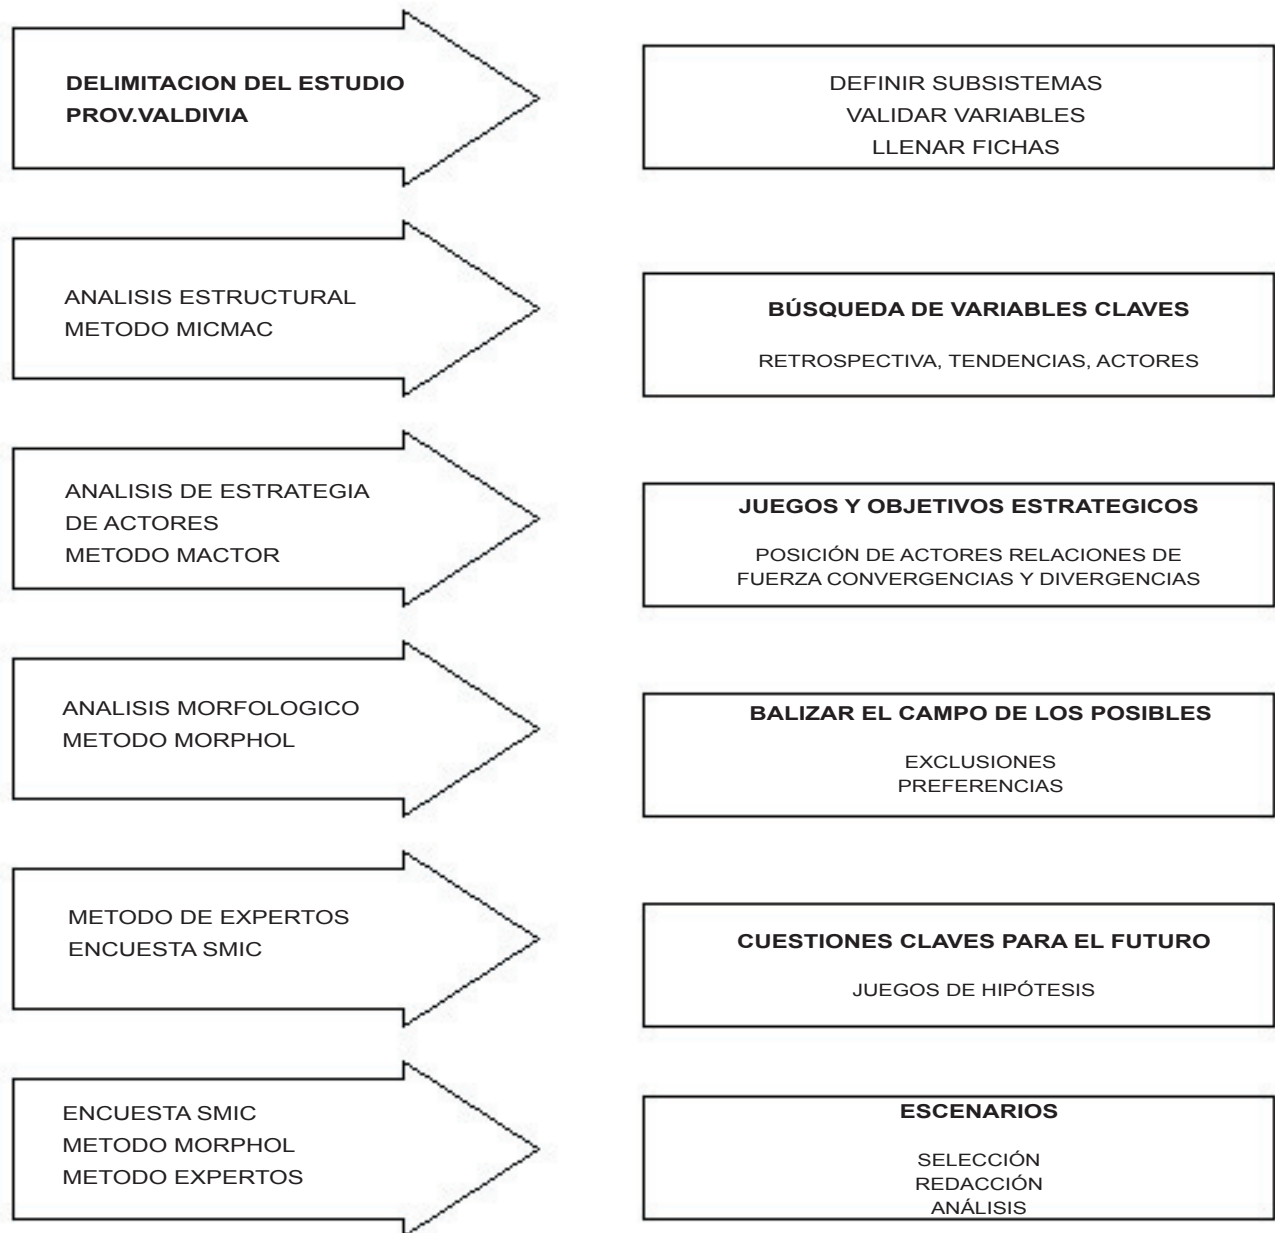 DELIMITACION DEL ESTUDIO
PROV.VALDIVIA
DEFINIR SUBSISTEMAS
VALIDAR VARIABLES
LLENAR FICHAS
ANALISIS ESTRUCTURAL
METODO MICMAC
BÚSQUEDA DE VARIABLES CLAVES
RETROSPECTIVA, TENDENCIAS, ACTORES
ANALISIS DE ESTRATEGIA
DE ACTORES
METODO MACTOR
JUEGOS Y OBJETIVOS ESTRATEGICOS
POSICIÓN DE ACTORES RELACIONES DE
FUERZA CONVERGENCIAS Y DIVERGENCIAS
ANALISIS MORFOLOGICO
METODO MORPHOL
BALIZAR EL CAMPO DE LOS POSIBLES
EXCLUSIONES
PREFERENCIAS
METODO DE EXPERTOS
ENCUESTA SMIC
CUESTIONES CLAVES PARA EL FUTURO
JUEGOS DE HIPÓTESIS
ENCUESTA SMIC
METODO MORPHOL
METODO EXPERTOS
ESCENARIOS
SELECCIÓN
REDACCIÓN
ANÁLISIS